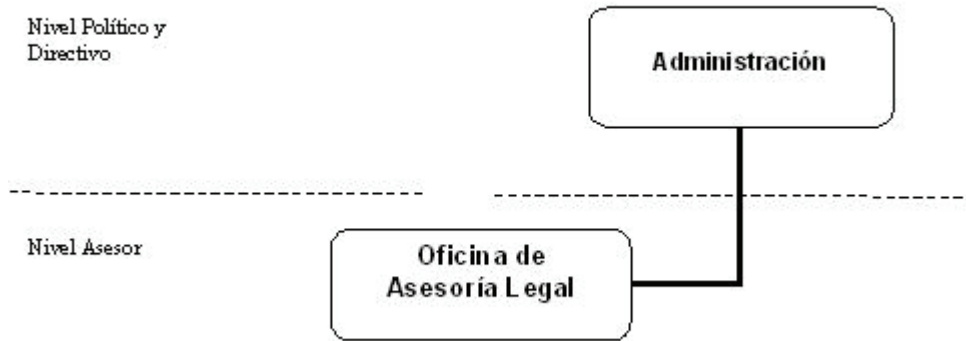 Nivel Político y
Directivo
Administración
Nivel Asesor
Oficina de
Asesoría Legal